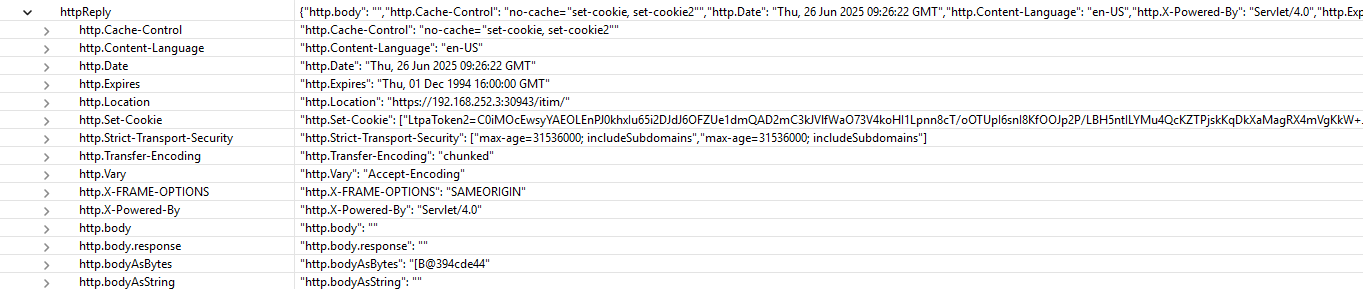 httpReply {"http.body": "","http.Cache-Control": "no-cache="set-cookie, set-cookie2"","http.Date": "Thu, 26 Jun 2025 09:26:22 GMT","http.Content-Language": "en-US","http.X-Powered-By": "Servlet/4.0","http.Exp
http.Cache-Control "http.Cache-Control": "no-cache="set-cookie, set-cookie2""
http.Content-Language "http.Content-Language": "en-US"
http.Date "http.Date": "Thu, 26 Jun 2025 09:26:22 GMT"
http.Expires "http.Expires": "Thu, 01 Dec 1994 16:00:00 GMT"
http.Location "http.Location": "https://192.168.252.3:30943/itim/"
http.Set-Cookie "http.Set-Cookie": ["LtpaToken2=
http.Strict-Transport-Security "http.Strict-Transport-Security": ["max-age=31536000; includeSubdomains","max-age=31536000; includeSubdomains"]
http.Transfer-Encoding "http.Transfer-Encoding": "chunked"
http.Vary "http.Vary": "Accept-Encoding"
http.X-FRAME-OPTIONS "http.X-FRAME-OPTIONS": "SAMEORIGIN"
http.X-Powered-By "http.X-Powered-By": "Servlet/4.0"
http.body "http.body": ""
http.body.response "http.body.response": ""
http.bodyAsBytes "http.bodyAsBytes": "[B@394cde44"
http.bodyAsString "http.bodyAsString": ""